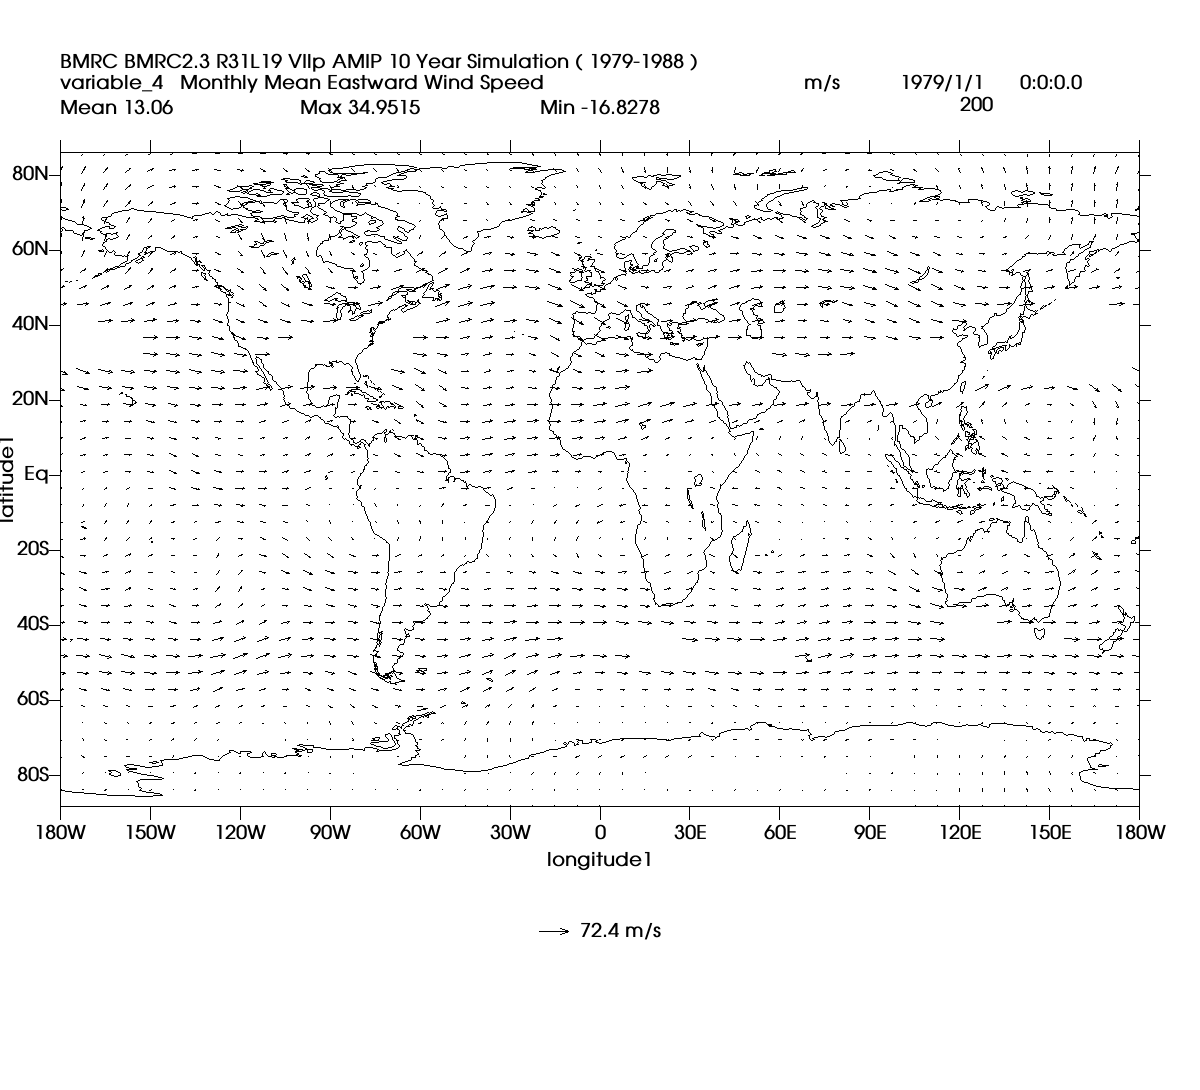 BMRC BMRC2.3 R31L19 VIIp AMIP 10 Year Simulation ( 1979-1988 )
variable_4 Monthly Mean Eastward Wind Speed m/s 1979/1/1 0:0:0.0
Mean 13.06 Max 34.9515 Min -16.8278 200
80N
60N
40N
20N
Eq
20S
40S
60S
80S
latitude1
180W 150W 120W 90W 60W 30W 0 30E 60E 90E 120E 150E 180W
longitude1
72.4 m/s